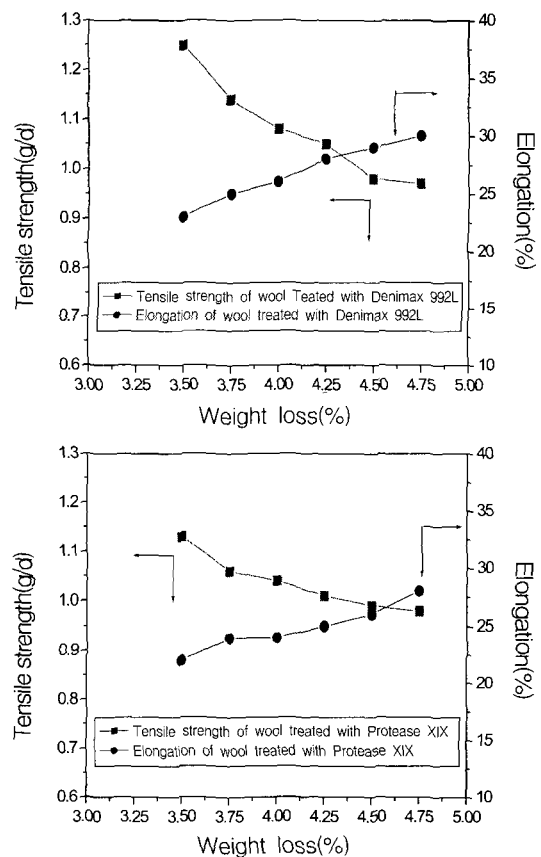 1.3
1.2
1.1
1.0
0.9
0.8
0.7
0.6
Tensile strength(g/d)
40
35
30
25
20
15
10
Elongation(%)
Tensile strength of wool Teated with Denimax 992L
Elongation of wool treated with Denimax 992L
3.00 3.25 3.50 3.75 4.00 4.25 4.50 4.75 5.00
Weight loss(%)
1.3
1.2
1.1
1.0
0.9
0.8
0.7
0.6
Tensile strength(g/d)
40
35
30
25
20
15
10
Elongation(%)
Tensile strength of wool treated with Protease XIX
Elongation of wool treated with Protease XIX
3.00 3.25 3.50 3.75 4.00 4.25 4.50 4.75 5.00
Weight loss(%)